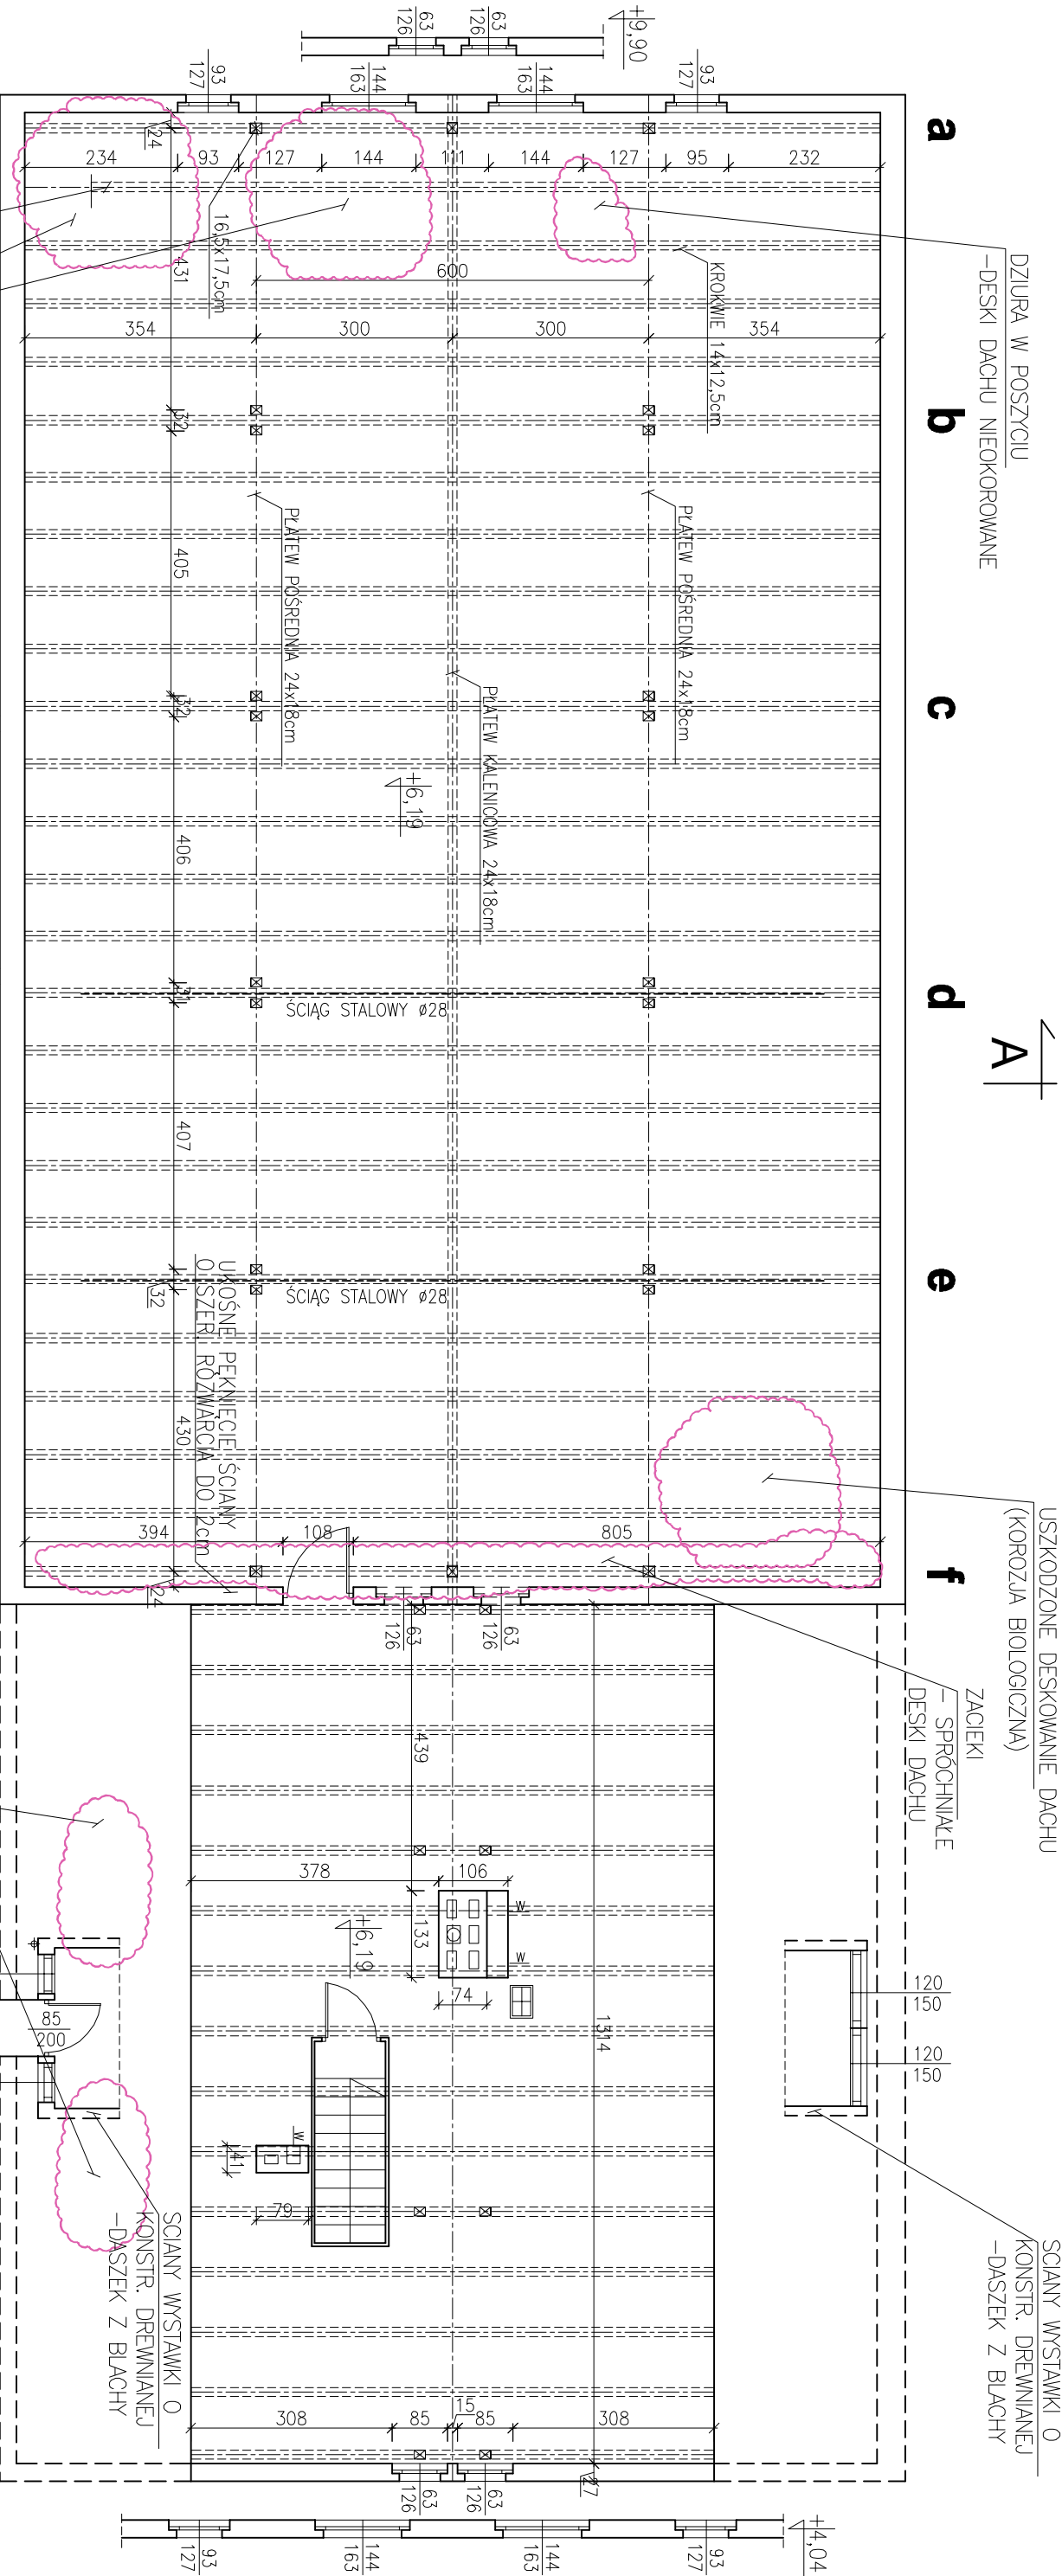 +9,90
63
126
63
126
93
127
144
163
144
163
93
127
a
b
c
d
e
f
A
DZIURA W POSZYCIU
–DESKI DACHU NIEOKOROWANE
USZKODZONE DESKOWANIE DACHU
(KOROZJA BIOLOGICZNA)
ZACIEKI
– SPRÓCHNIAŁE
DESKI DACHU
ŚCIANY WYSTAWKI O
KONSTR. DREWNIANEJ
–DASZEK Z BLACHY
24
234
93
127
144
111
144
127
95
232
16,5x17,5cm
431
600
KROKWIE 14x12,5cm
354
300
300
354
32
PŁATEW POŚREDNIA 24x18cm
PŁATEW POŚREDNIA 24x18cm
PŁATEW KALENICOWA 24x18cm
405
32
+6,19
406
31
ŚCIĄG STALOWY ø28
407
32
ŚCIĄG STALOWY ø28
UKOŚNE PĘKNIĘCIE ŚCIANY
O SZER. ROZWARCIA DO 2cm
430
394
108
805
24
63
126
63
126
439
378
106
133
+6,19
74
W
W
1314
120
150
120
150
85
200
W
41
79
ŚCIANY WYSTAWKI O
KONSTR. DREWNIANEJ
–DASZEK Z BLACHY
308
85
15
85
308
27
63
126
63
126
+4,04
93
127
144
163
144
163
93
127